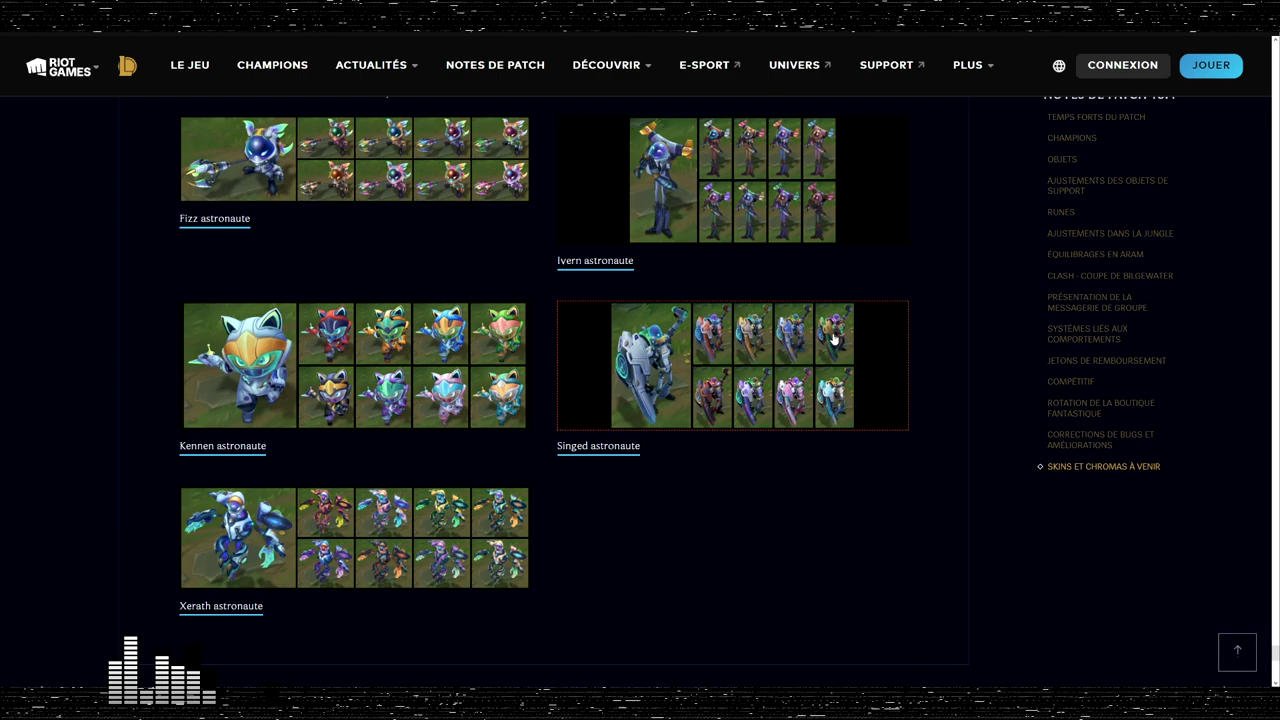 RIOT
GAMES
LE JEU
CHAMPIONS
ACTUALITÉS
NOTES DE PATCH
DÉCOUVRIR
E-SPORT
UNIVERS
SUPPORT
PLUS
CONNEXION
JOUER
Fizz astronaute
Ivern astronaute
Kennen astronaute
Singed astronaute
Xerath astronaute
TEMPS FORTS DU PATCH
CHAMPIONS
OBJETS
AJUSTEMENTS DES OBJETS DE
SUPPORT
RUNES
AJUSTEMENTS DANS LA JUNGLE
ÉQUILIBRAGES EN ARAM
CLASH - COUPE DE BILGEWATER
PRÉSENTATION DE LA
MESSAGERIE DE GROUPE
SYSTÈMES LIÉS AUX
COMPORTEMENTS
JETONS DE REMBOURSEMENT
COMPÉTITIF
ROTATION DE LA BOUTIQUE
FANTASTIQUE
CORRECTIONS DE BUGS ET
AMÉLIORATIONS
SKINS ET CHROMAS À VENIR